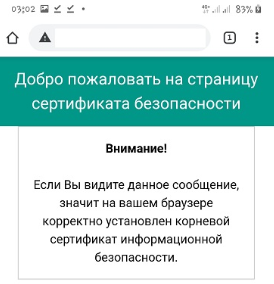 03:02 83%
1
Добро пожаловать на страницу
сертификата безопасности
Внимание!
Если Вы видите данное сообщение,
значит на вашем браузере
корректно установлен корневой
сертификат информационной
безопасности.